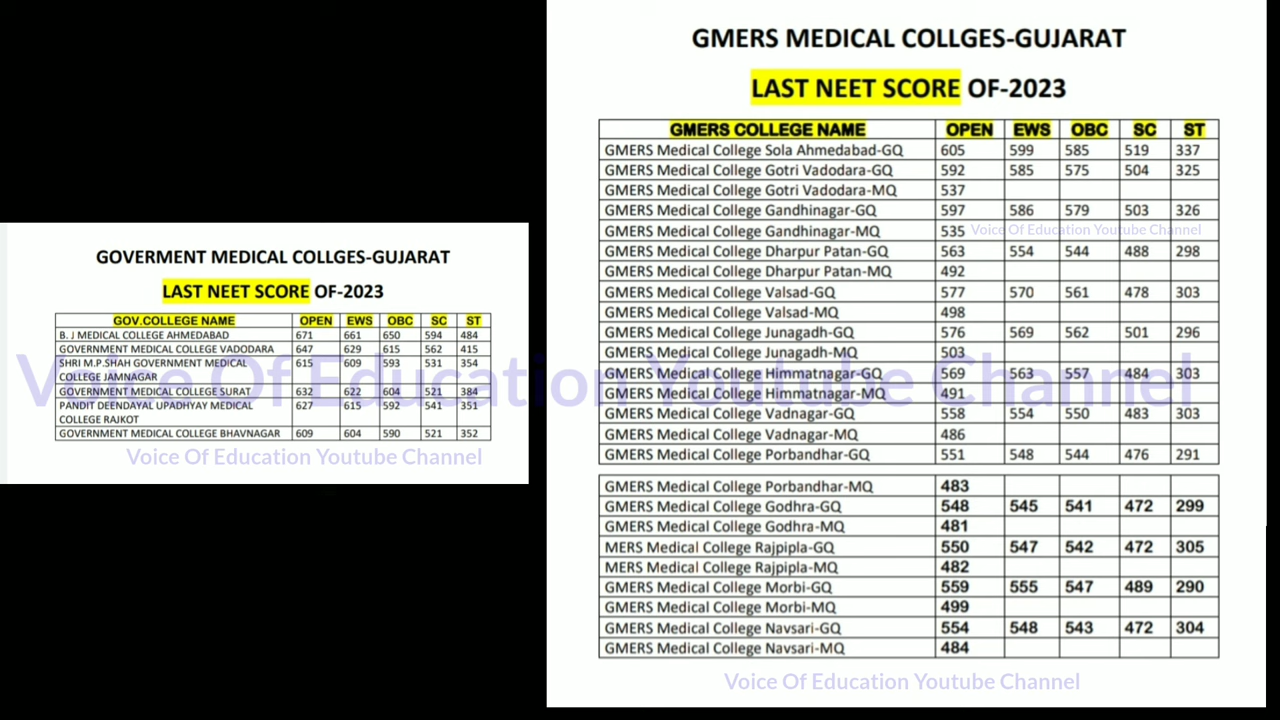 GOVERMENT MEDICAL COLLGES-GUJARAT
LAST NEET SCORE OF-2023
GOV.COLLEGE NAME OPEN EWS OBC SC ST
B. J MEDICAL COLLEGE AHMEDABAD 671 661 650 594 484
GOVERNMENT MEDICAL COLLEGE VADODARA 647 629 615 562 415
SHRI M.P.SHAH GOVERNMENT MEDICAL 615 609 593 531 354
COLLEGE JAMNAGAR
GOVERNMENT MEDICAL COLLEGE SURAT 632 622 604 521 384
PANDIT DEENDAYAL UPADHYAY MEDICAL 627 615 592 541 351
COLLEGE RAJKOT
GOVERNMENT MEDICAL COLLEGE BHAVNAGAR 609 604 590 521 352
Voice Of Education Youtube Channel
GMERS MEDICAL COLLGES-GUJARAT
LAST NEET SCORE OF-2023
GMERS COLLEGE NAME OPEN EWS OBC SC ST
GMERS Medical College Sola Ahmedabad-GQ 605 599 585 519 337
GMERS Medical College Gotri Vadodara-GQ 592 585 575 504 325
GMERS Medical College Gotri Vadodara-MQ 537
GMERS Medical College Gandhinagar-GQ 597 586 579 503 326
GMERS Medical College Gandhinagar-MQ 535
Voice Of Education Youtube Channel
GMERS Medical College Dharpur Patan-GQ 563 554 544 488 298
GMERS Medical College Dharpur Patan-MQ 492
GMERS Medical College Valsad-GQ 577 570 561 478 303
GMERS Medical College Valsad-MQ 498
GMERS Medical College Junagadh-GQ 576 569 562 501 296
GMERS Medical College Junagadh-MQ 503
GMERS Medical College Himmatnagar-GQ 569 563 557 484 303
GMERS Medical College Himmatnagar-MQ 491
GMERS Medical College Vadnagar-GQ 558 554 550 483 303
GMERS Medical College Vadnagar-MQ 486
GMERS Medical College Porbandhar-GQ 551 548 544 476 291
GMERS Medical College Porbandhar-MQ 483
GMERS Medical College Godhra-GQ 548 545 541 472 299
GMERS Medical College Godhra-MQ 481
MERS Medical College Rajpipla-GQ 550 547 542 472 305
MERS Medical College Rajpipla-MQ 482
GMERS Medical College Morbi-GQ 559 555 547 489 290
GMERS Medical College Morbi-MQ 499
GMERS Medical College Navsari-GQ 554 548 543 472 304
GMERS Medical College Navsari-MQ 484
Voice Of Education Youtube Channel
Voice Of Education Youtube Channel